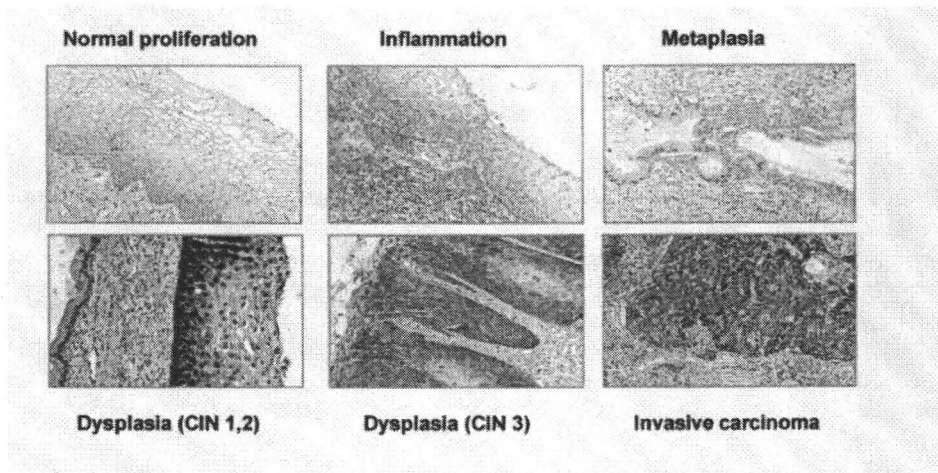 Normal proliferation
Inflammation
Metaplasia
Dysplasia (CIN 1,2)
Dysplasia (CIN 3)
Invasive carcinoma